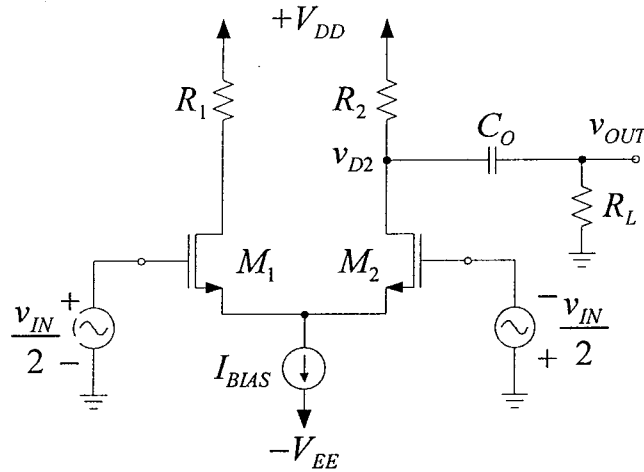 +V_DD
R_1
R_2
C_O
v_OUT
v_D2
R_L
M_1
M_2
v_IN/2
+
−
−
+
v_IN/2
I_BIAS
−V_EE